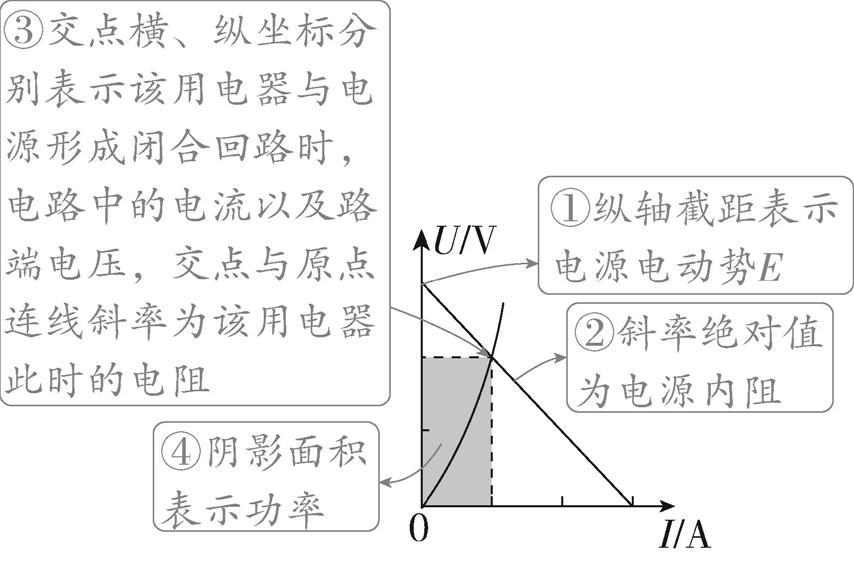 ③交点横、纵坐标分
别表示该用电器与电
源形成闭合回路时，
电路中的电流以及路
端电压，交点与原点
连线斜率为该用电器
此时的电阻
①纵轴截距表示
电源电动势E
U/V
②斜率绝对值
为电源内阻
④阴影面积
表示功率
0
I/A